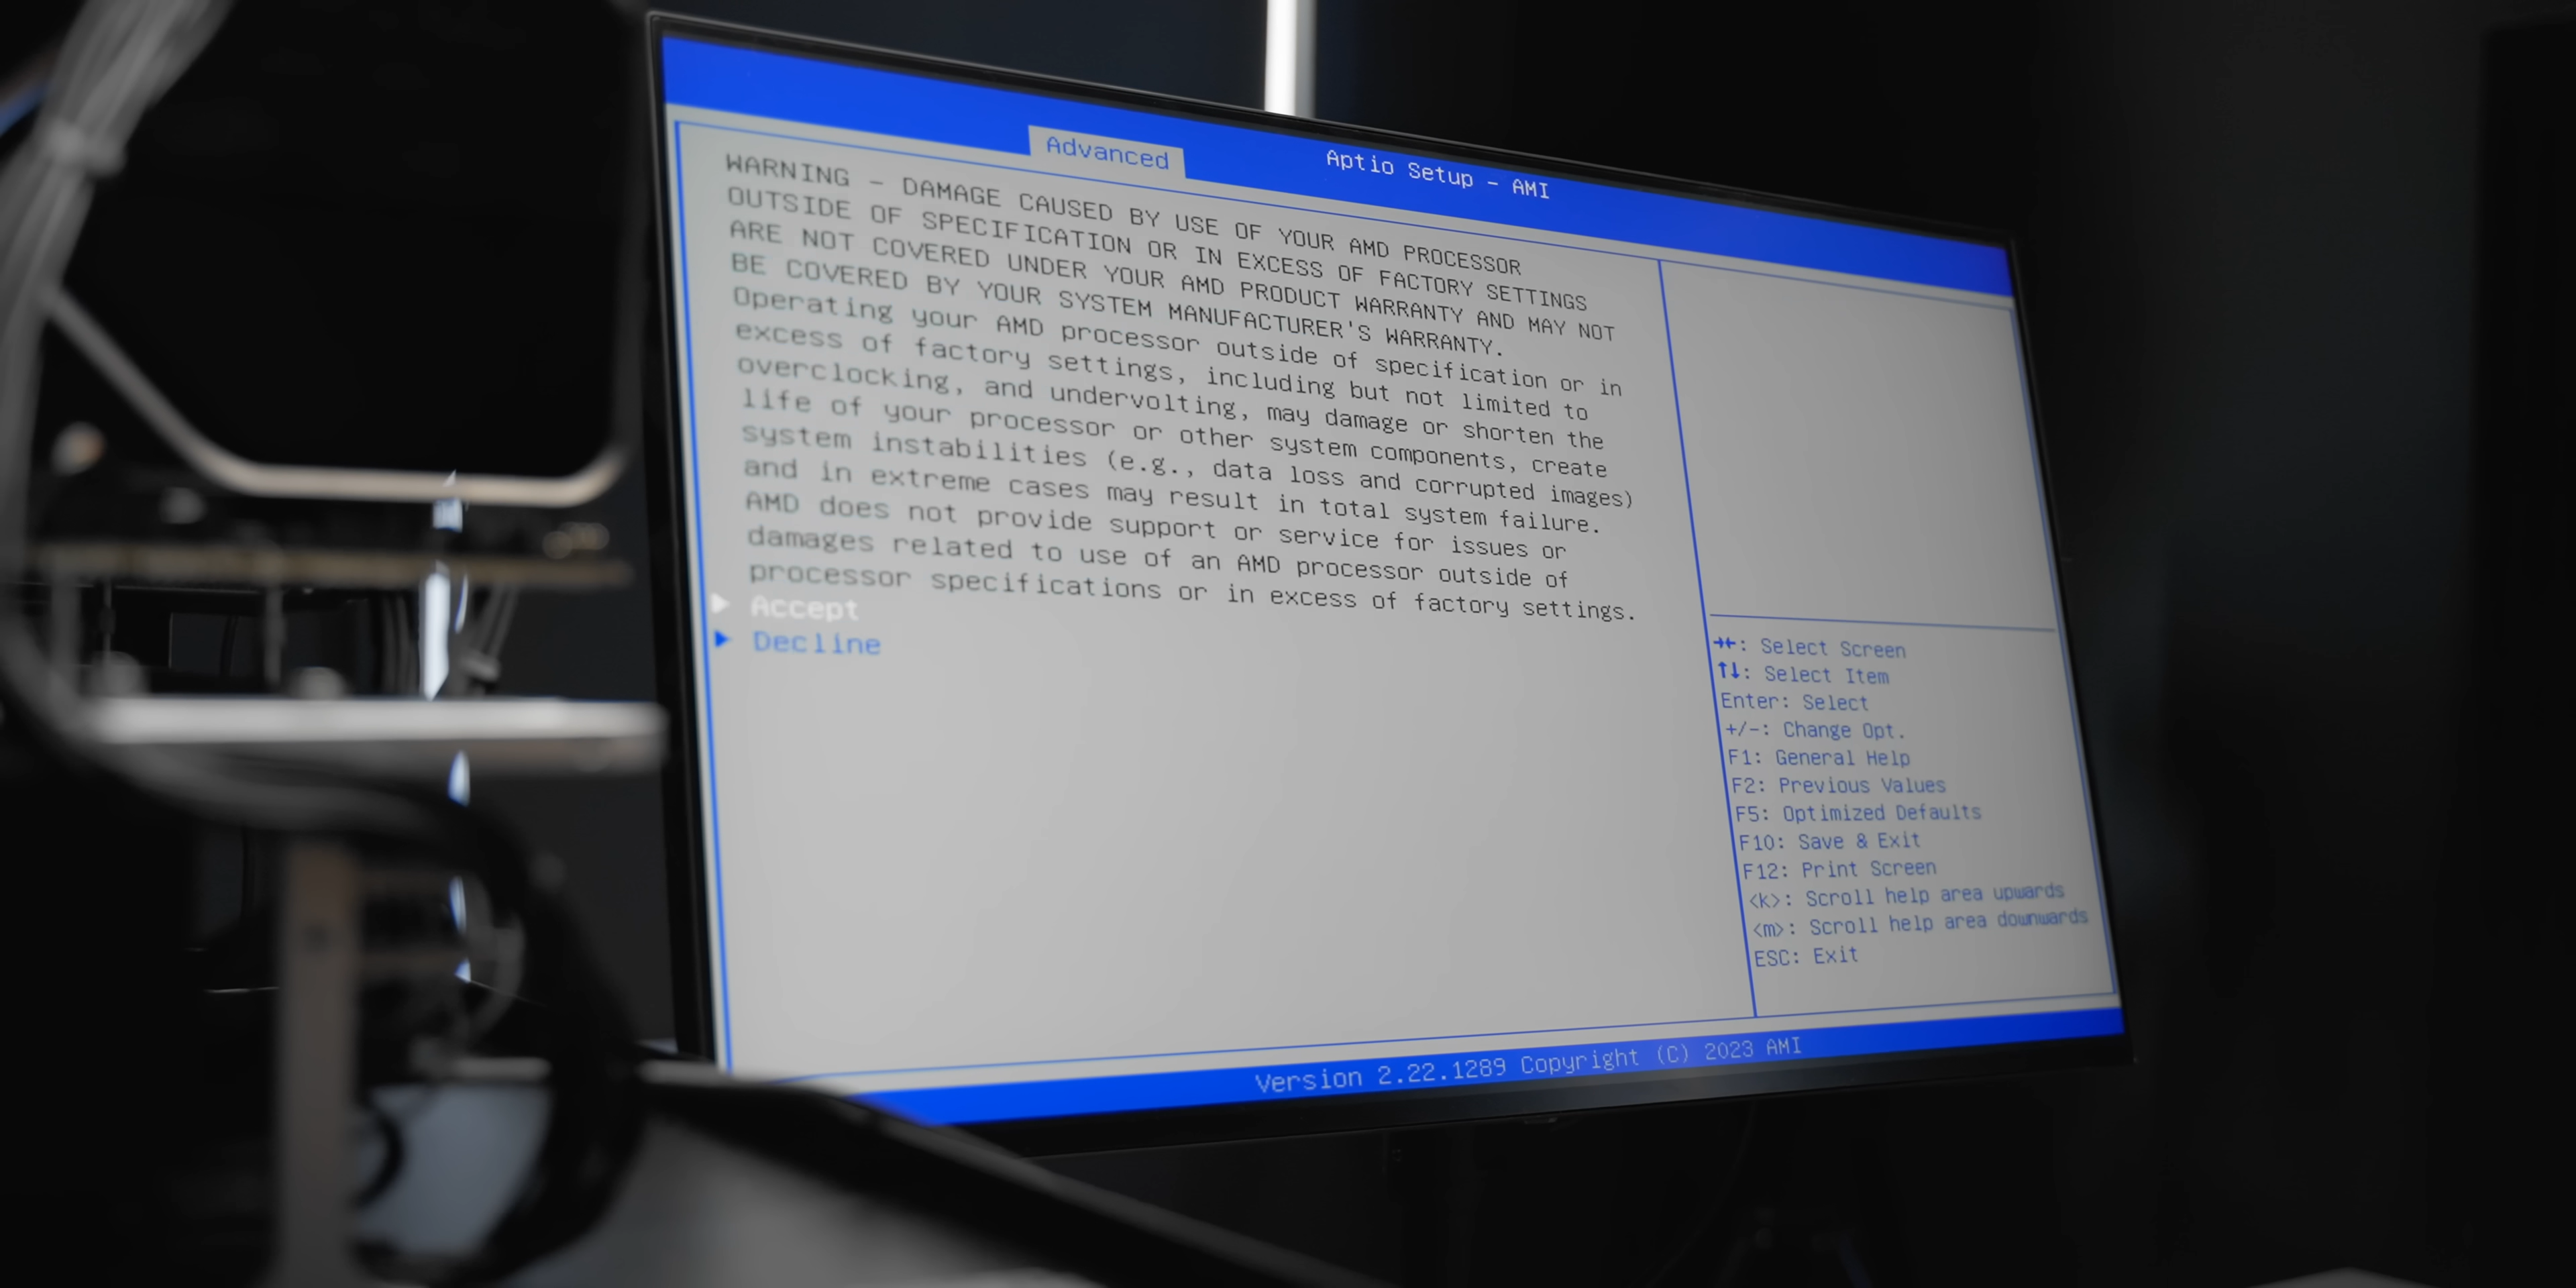 Aptio Setup - AMI
Advanced
WARNING - DAMAGE CAUSED BY USE OF YOUR AMD PROCESSOR
OUTSIDE OF SPECIFICATION OR IN EXCESS OF FACTORY SETTINGS
ARE NOT COVERED UNDER YOUR AMD PRODUCT WARRANTY AND MAY NOT
BE COVERED BY YOUR SYSTEM MANUFACTURER'S WARRANTY.
Operating your AMD processor outside of specification or in
excess of factory settings, including but not limited to
overclocking, and undervolting, may damage or shorten the
life of your processor or other system components, create
system instabilities (e.g., data loss and corrupted images)
and in extreme cases may result in total system failure.
AMD does not provide support or service for issues or
damages related to use of an AMD processor outside of
processor specifications or in excess of factory settings.
▶ Accept
▶ Decline
→←: Select Screen
↑↓: Select Item
Enter: Select
+/-: Change Opt.
F1: General Help
F2: Previous Values
F5: Optimized Defaults
F10: Save & Exit
F12: Print Screen
<k>: Scroll help area upwards
<m>: Scroll help area downwards
ESC: Exit
Version 2.22.1289 Copyright (C) 2023 AMI